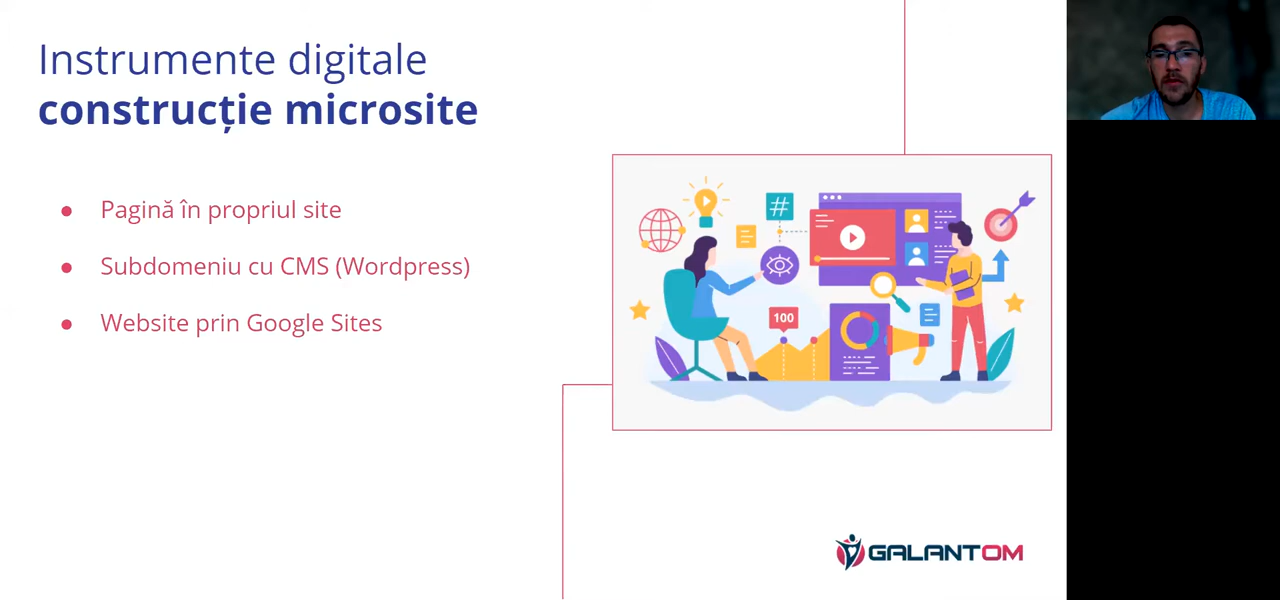 Instrumente digitale
construcție microsite
● Pagină în propriul site
● Subdomeniu cu CMS (Wordpress)
● Website prin Google Sites
#
100
GALANTOM